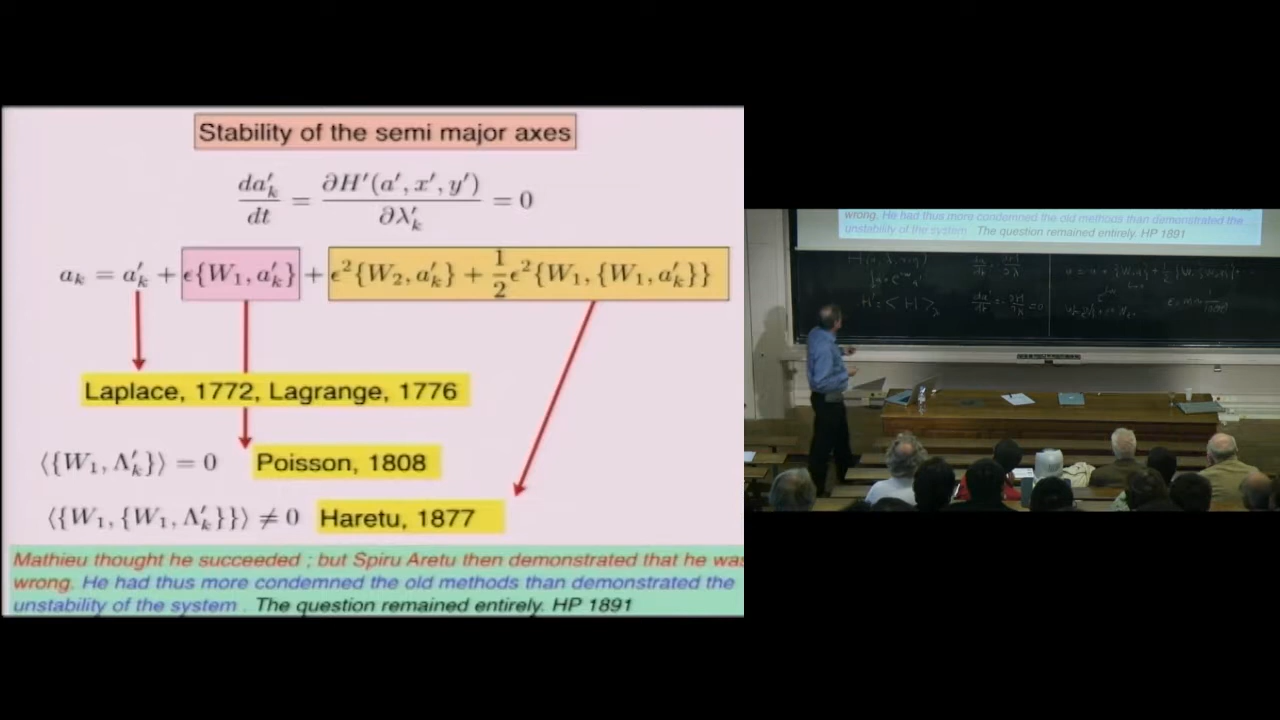 Stability of the semi major axes
da′_k/dt = ∂H′(a′, x′, y′)/∂λ′_k = 0
a_k = a′_k + ε{W_1, a′_k} + ε²{W_2, a′_k} + 1/2 ε²{W_1, {W_1, a′_k}}
Laplace, 1772, Lagrange, 1776
⟨{W_1, Λ′_k}⟩ = 0 Poisson, 1808
⟨{W_1, {W_1, Λ′_k}}⟩ ≠ 0 Haretu, 1877
Mathieu thought he succeeded ; but Spiru Aretu then demonstrated that he was
wrong. He had thus more condemned the old methods than demonstrated the
unstability of the system . The question remained entirely. HP 1891
wrong. He had thus more condemned the old methods than demonstrated the
unstability of the system . The question remained entirely. HP 1891